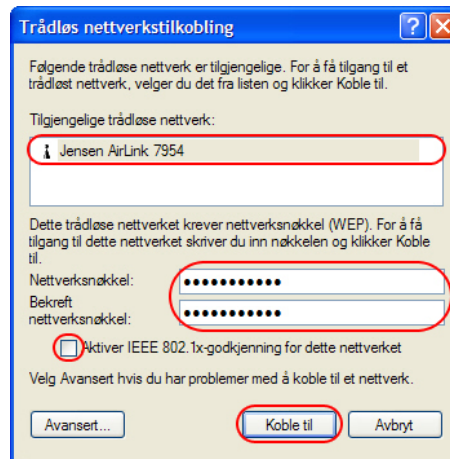 Trådløs nettverkstilkobling
Følgende trådløse nettverk er tilgjengelige. For å få tilgang til et
trådløst nettverk, velger du det fra listen og klikker Koble til.
Tilgjengelige trådløse nettverk:
Jensen AirLink 7954
Dette trådløse nettverket krever nettverksnøkkel (WEP). For å få
tilgang til dette nettverket skriver du inn nøkkelen og klikker Koble
til.
Nettverksnøkkel: •••••••••••
Bekreft
nettverksnøkkel: •••••••••••
Aktiver IEEE 802.1x-godkjenning for dette nettverket
Velg Avansert hvis du har problemer med å koble til et nettverk.
Avansert... Koble til Avbryt